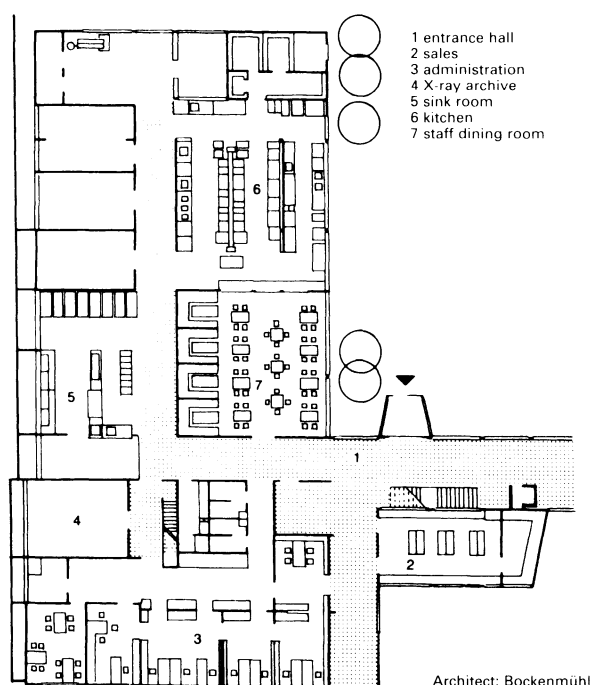 1 entrance hall
2 sales
3 administration
4 X-ray archive
5 sink room
6 kitchen
7 staff dining room
6
7
5
1
4
2
3
Architect: Bockenmühl